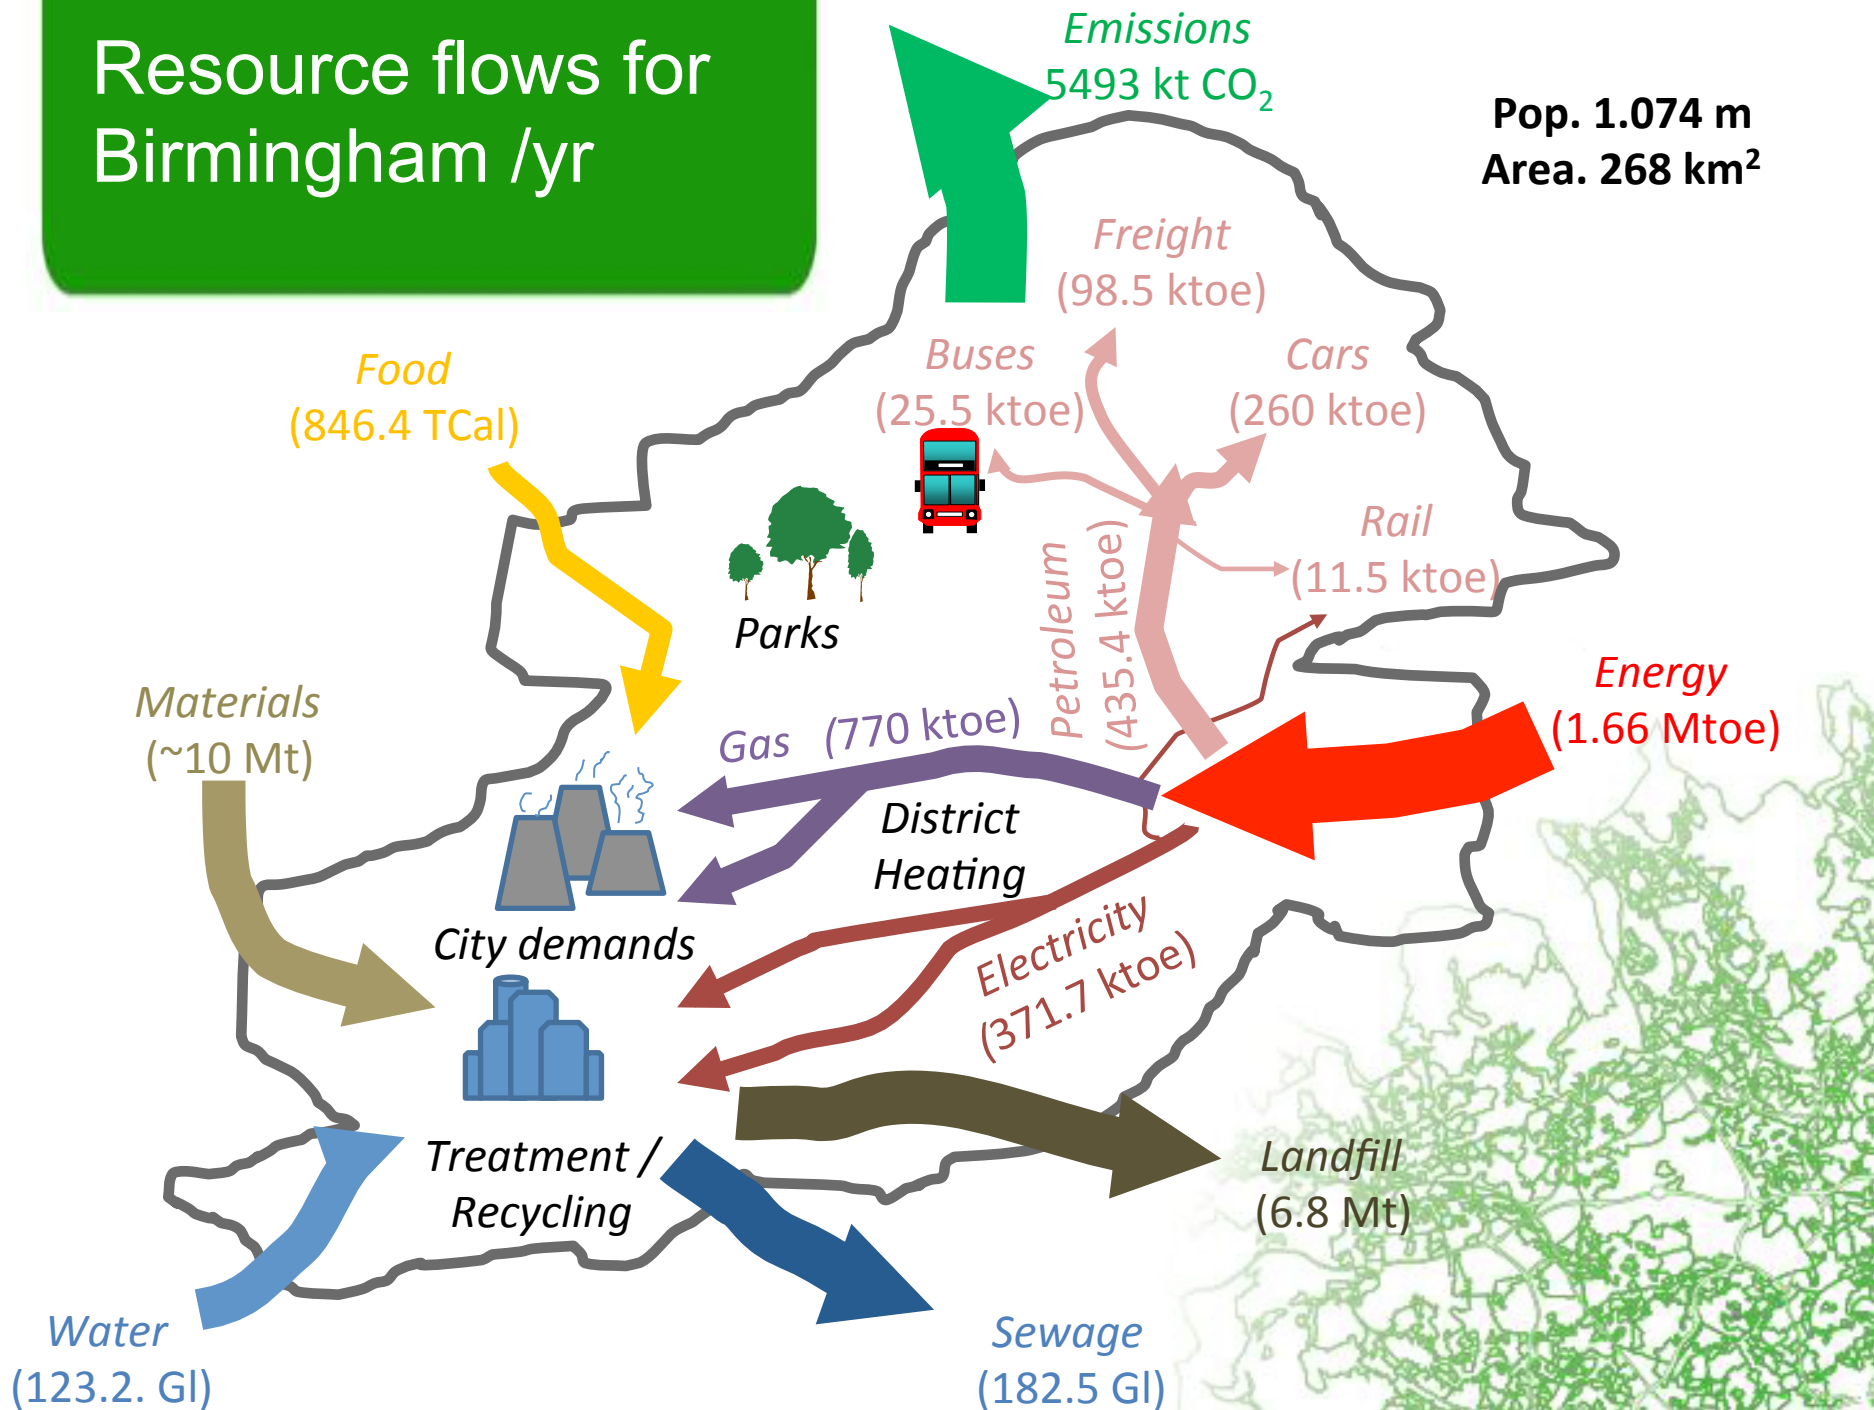 Resource flows for
Birmingham /yr
Emissions
5493 kt CO₂
Pop. 1.074 m
Area. 268 km²
Freight
(98.5 ktoe)
Buses
(25.5 ktoe)
Cars
(260 ktoe)
Food
(846.4 TCal)
Rail
(11.5 ktoe)
Petroleum
(435.4 ktoe)
Parks
Energy
(1.66 Mtoe)
Materials
(~10 Mt)
Gas (770 ktoe)
District
Heating
City demands
Electricity
(371.7 ktoe)
Treatment /
Recycling
Landfill
(6.8 Mt)
Water
(123.2. Gl)
Sewage
(182.5 Gl)